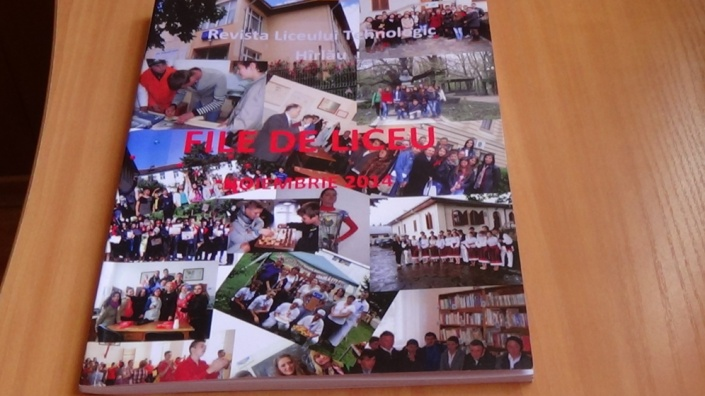 Revista Liceului Tehnologic
Hîrlău
FILE DE LICEU
NOIEMBRIE 2014